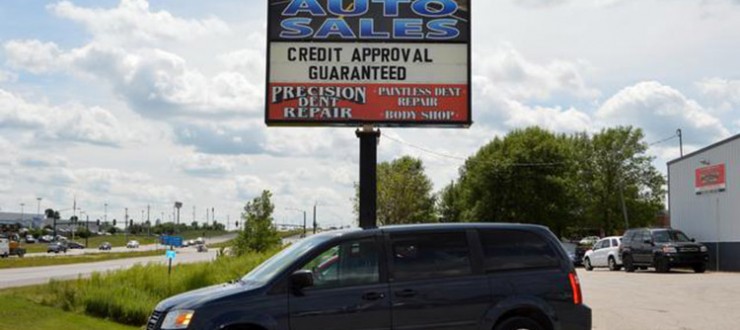 AUTO
SALES
CREDIT APPROVAL
GUARANTEED
PRECISION
DENT
REPAIR
· PAINTLESS DENT
REPAIR
· BODY SHOP ·